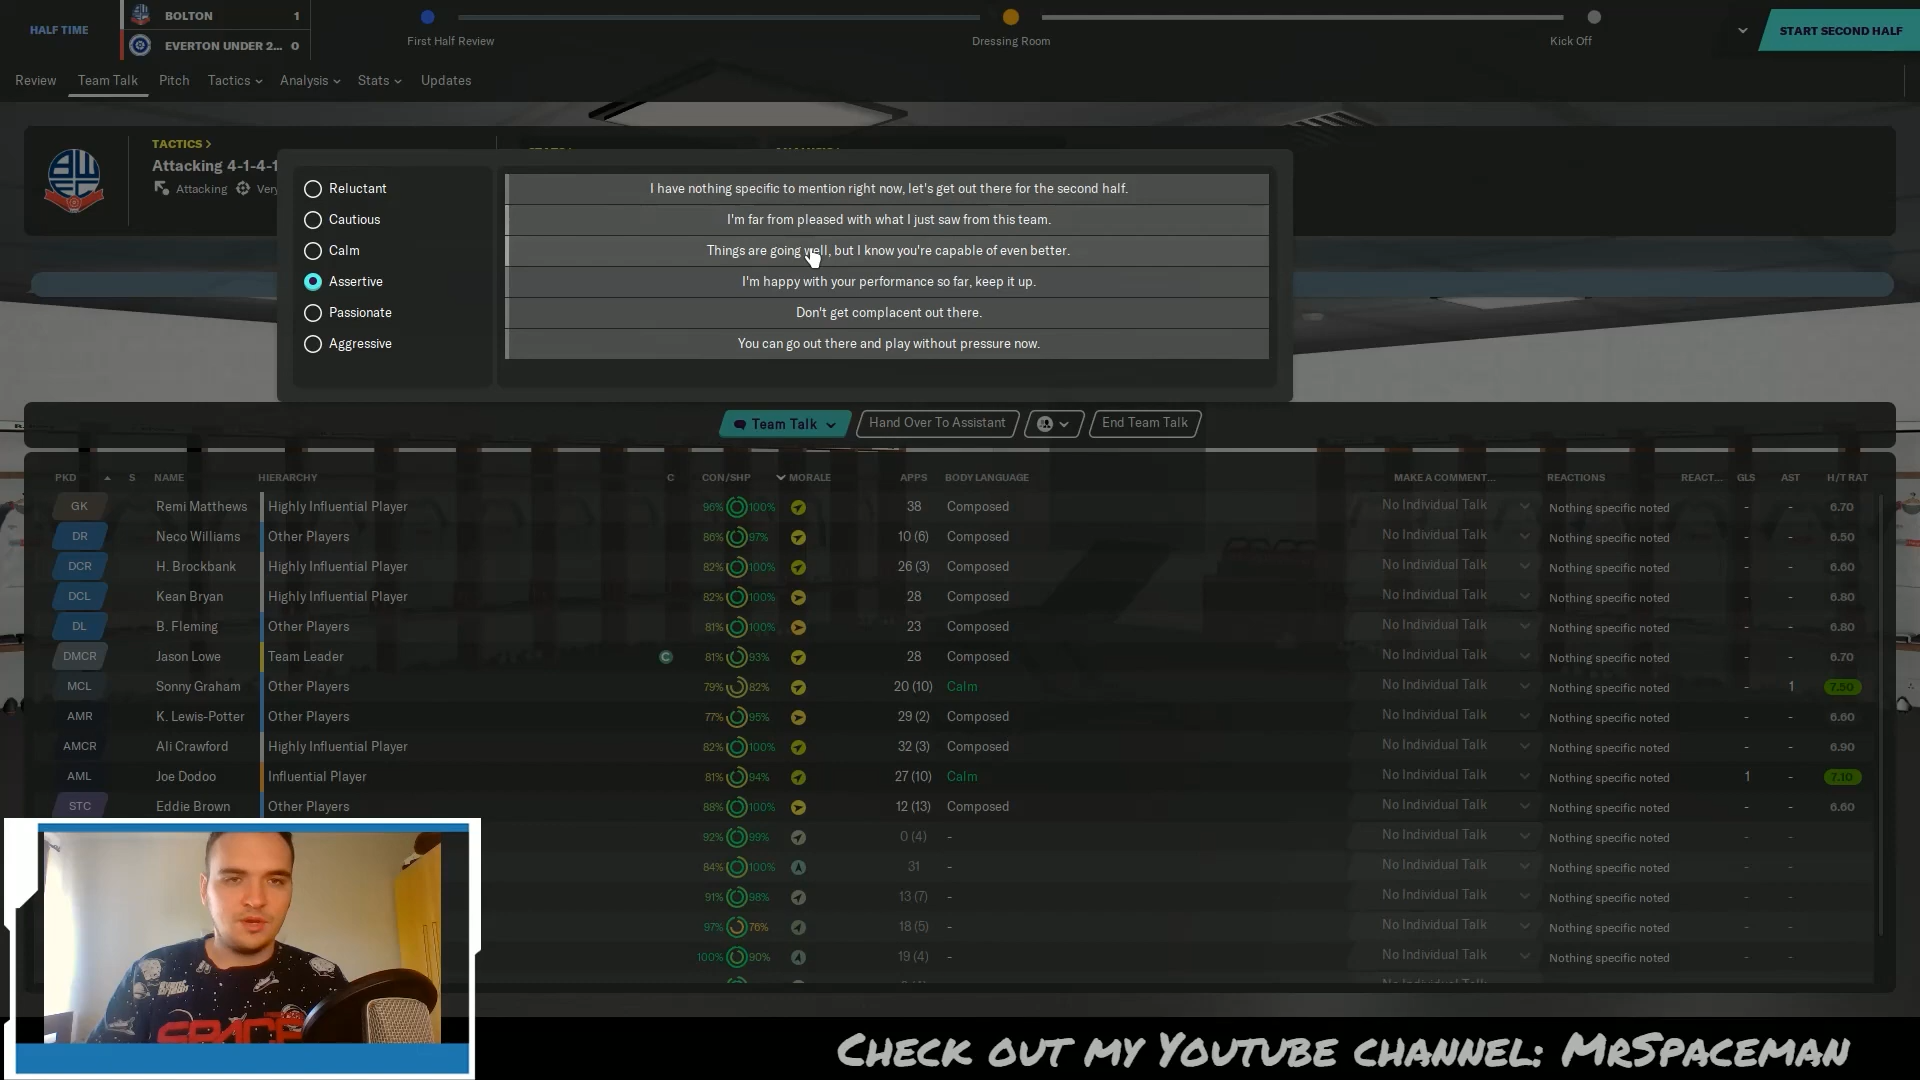 HALF TIME
BOLTON 1
EVERTON UNDER 2... 0
First Half Review
Dressing Room
Kick Off
START SECOND HALF
Review Team Talk Pitch Tactics Analysis Stats Updates
TACTICS >
Attacking 4-1-4-1
Attacking Very
Reluctant
Cautious
Calm
Assertive
Passionate
Aggressive
I have nothing specific to mention right now, let's get out there for the second half.
I'm far from pleased with what I just saw from this team.
Things are going well, but I know you're capable of even better.
I'm happy with your performance so far, keep it up.
Don't get complacent out there.
You can go out there and play without pressure now.
Team Talk Hand Over To Assistant End Team Talk
PKD S NAME HIERARCHY C CON/SHP MORALE APPS BODY LANGUAGE MAKE A COMMENT... REACTIONS REACT... GLS AST H/T RAT
GK Remi Matthews Highly Influential Player 96% 100% 38 Composed No Individual Talk Nothing specific noted - - 6.70
DR Neco Williams Other Players 86% 97% 10 (6) Composed No Individual Talk Nothing specific noted - - 6.50
DCR H. Brockbank Highly Influential Player 82% 100% 26 (3) Composed No Individual Talk Nothing specific noted - - 6.60
DCL Kean Bryan Highly Influential Player 82% 100% 28 Composed No Individual Talk Nothing specific noted - - 6.80
DL B. Fleming Other Players 81% 100% 23 Composed No Individual Talk Nothing specific noted - - 6.80
DMCR Jason Lowe Team Leader C 81% 93% 28 Composed No Individual Talk Nothing specific noted - - 6.70
MCL Sonny Graham Other Players 79% 82% 20 (10) Calm No Individual Talk Nothing specific noted - 1 7.50
AMR K. Lewis-Potter Other Players 77% 95% 29 (2) Composed No Individual Talk Nothing specific noted - - 6.60
AMCR Ali Crawford Highly Influential Player 82% 100% 32 (3) Composed No Individual Talk Nothing specific noted - - 6.90
AML Joe Dodoo Influential Player 81% 94% 27 (10) Calm No Individual Talk Nothing specific noted 1 - 7.10
STC Eddie Brown Other Players 88% 100% 12 (13) Composed No Individual Talk Nothing specific noted - - 6.60
92% 99% 0 (4) - No Individual Talk Nothing specific noted - -
84% 100% 31 - No Individual Talk Nothing specific noted - -
91% 98% 13 (7) - No Individual Talk Nothing specific noted - -
97% 76% 18 (5) - No Individual Talk Nothing specific noted - -
100% 90% 19 (4) - No Individual Talk Nothing specific noted - -
SPACE
CHECK OUT MY YOUTUBE CHANNEL: MRSPACEMAN